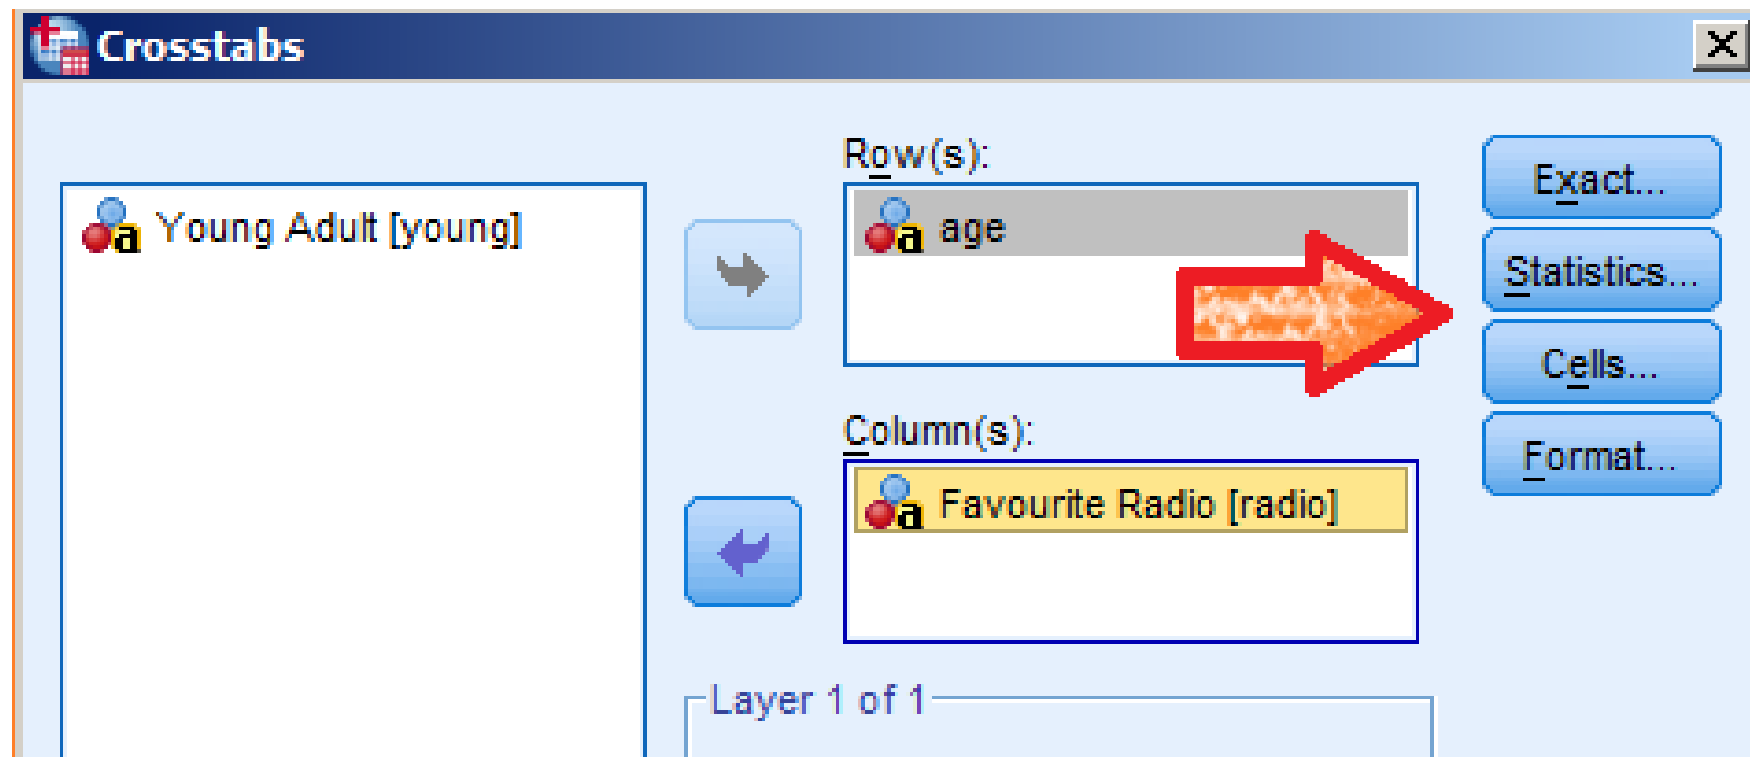 Crosstabs
Young Adult [young]
Row(s):
age
Column(s):
Favourite Radio [radio]
Layer 1 of 1
Exact...
Statistics...
Cells...
Format...